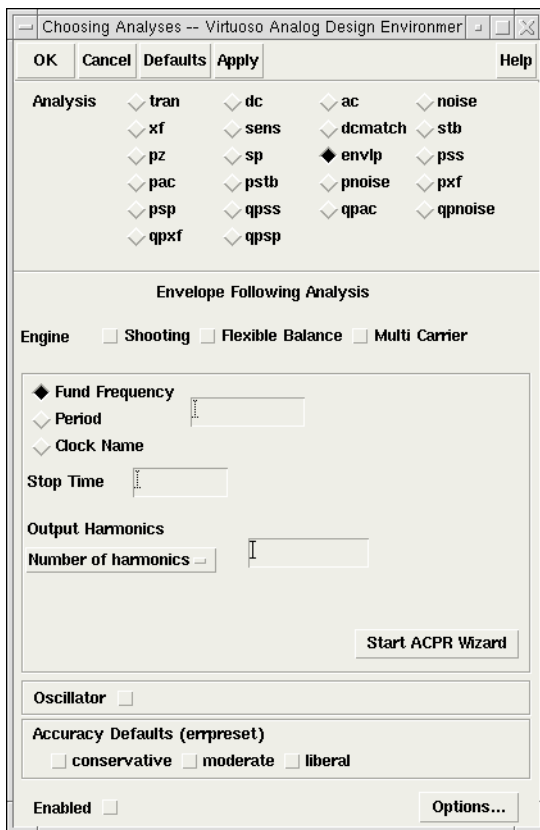 Choosing Analyses -- Virtuoso Analog Design Environmer
OK Cancel Defaults Apply Help
Analysis tran dc ac noise
xf sens dcmatch stb
pz sp envlp pss
pac pstb pnoise pxf
psp qpss qpac qpnoise
qpxf qpsp
Envelope Following Analysis
Engine Shooting Flexible Balance Multi Carrier
Fund Frequency
Period
Clock Name
Stop Time
Output Harmonics
Number of harmonics
Start ACPR Wizard
Oscillator
Accuracy Defaults (errpreset)
conservative moderate liberal
Enabled Options...